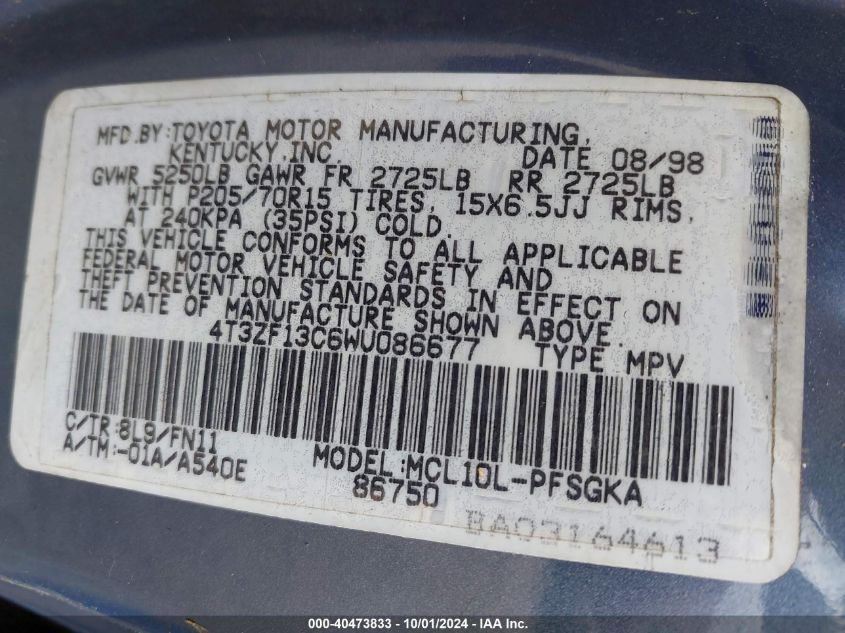 MFD.BY:TOYOTA MOTOR MANUFACTURING,
KENTUCKY,INC. DATE 08/98
GVWR 5250LB GAWR FR 2725LB RR 2725LB
WITH P205/70R15 TIRES, 15X6.5JJ RIMS,
AT 240KPA (35PSI) COLD.
THIS VEHICLE CONFORMS TO ALL APPLICABLE
FEDERAL MOTOR VEHICLE SAFETY AND
THEFT PREVENTION STANDARDS IN EFFECT ON
THE DATE OF MANUFACTURE SHOWN ABOVE.
4T3ZF13C6WU086677 TYPE MPV
C/TR:8L9/FN11
A/TM:-01A/A540E
MODEL:MCL10L-PFSGKA
86750
BA03164613
000-40473833 - 10/01/2024 - IAA Inc.